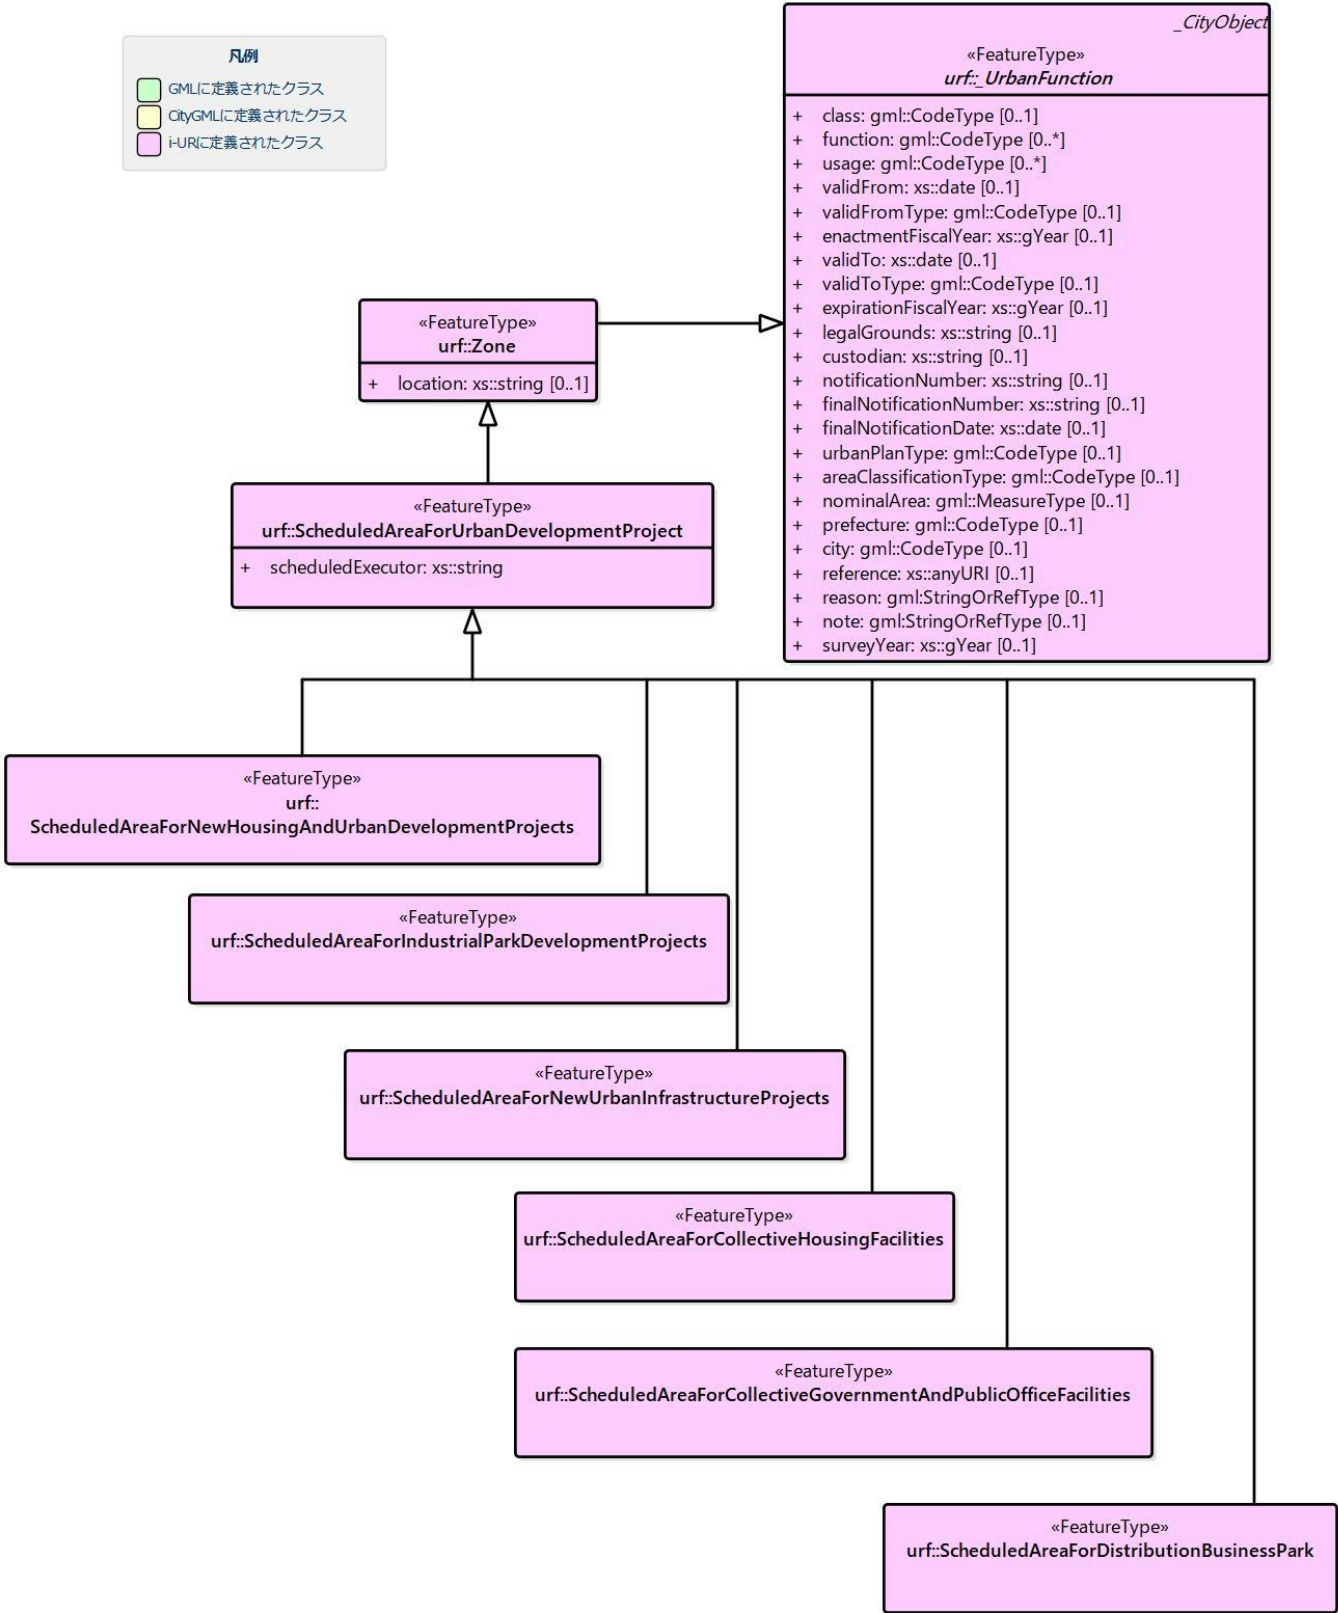 凡例
GMLに定義されたクラス
CityGMLに定義されたクラス
i-URに定義されたクラス
_CityObject
«FeatureType»
urf::_UrbanFunction
+ class: gml::CodeType [0..1]
+ function: gml::CodeType [0..*]
+ usage: gml::CodeType [0..*]
+ validFrom: xs::date [0..1]
+ validFromType: gml::CodeType [0..1]
+ enactmentFiscalYear: xs::gYear [0..1]
+ validTo: xs::date [0..1]
+ validToType: gml::CodeType [0..1]
+ expirationFiscalYear: xs::gYear [0..1]
+ legalGrounds: xs::string [0..1]
+ custodian: xs::string [0..1]
+ notificationNumber: xs::string [0..1]
+ finalNotificationNumber: xs::string [0..1]
+ finalNotificationDate: xs::date [0..1]
+ urbanPlanType: gml::CodeType [0..1]
+ areaClassificationType: gml::CodeType [0..1]
+ nominalArea: gml::MeasureType [0..1]
+ prefecture: gml::CodeType [0..1]
+ city: gml::CodeType [0..1]
+ reference: xs::anyURI [0..1]
+ reason: gml:StringOrRefType [0..1]
+ note: gml:StringOrRefType [0..1]
+ surveyYear: xs::gYear [0..1]
«FeatureType»
urf::Zone
+ location: xs::string [0..1]
«FeatureType»
urf::ScheduledAreaForUrbanDevelopmentProject
+ scheduledExecutor: xs::string
«FeatureType»
urf::
ScheduledAreaForNewHousingAndUrbanDevelopmentProjects
«FeatureType»
urf::ScheduledAreaForIndustrialParkDevelopmentProjects
«FeatureType»
urf::ScheduledAreaForNewUrbanInfrastructureProjects
«FeatureType»
urf::ScheduledAreaForCollectiveHousingFacilities
«FeatureType»
urf::ScheduledAreaForCollectiveGovernmentAndPublicOfficeFacilities
«FeatureType»
urf::ScheduledAreaForDistributionBusinessPark